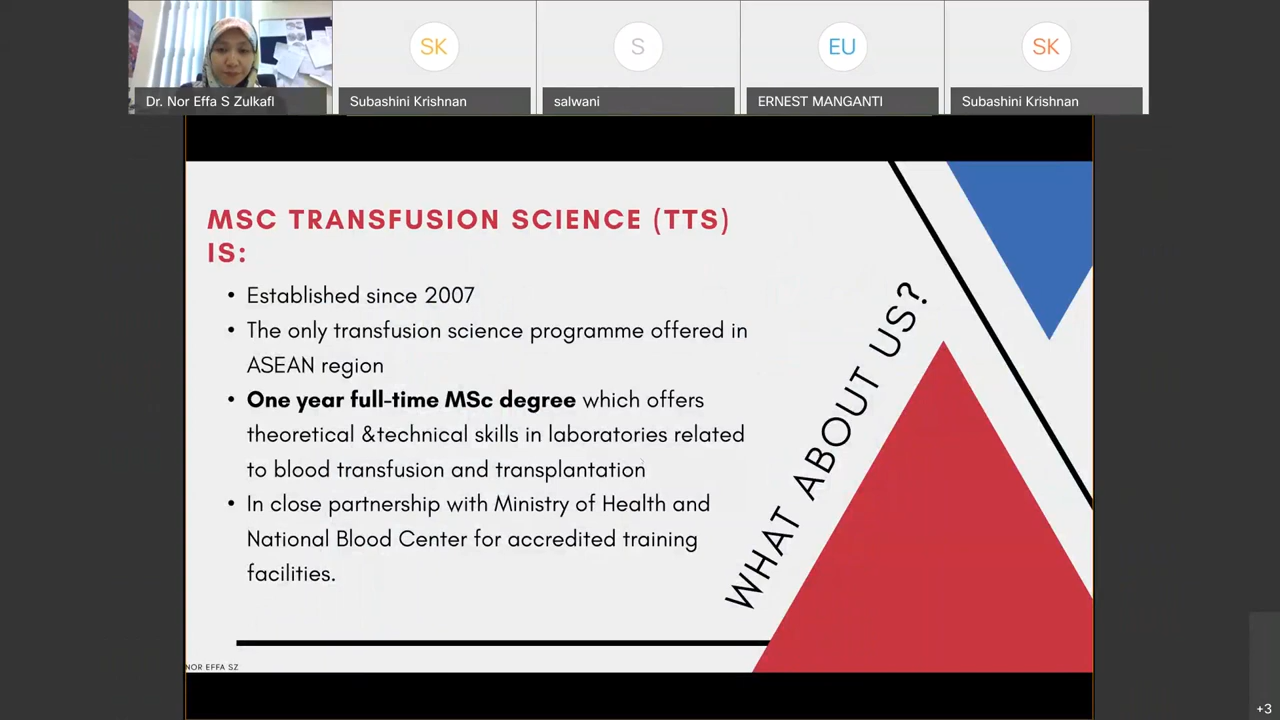 SK
S
EU
SK
Dr. Nor Effa S Zulkafl
Subashini Krishnan
salwani
ERNEST MANGANTI
Subashini Krishnan
MSC TRANSFUSION SCIENCE (TTS)
IS:
• Established since 2007
• The only transfusion science programme offered in
ASEAN region
• One year full-time MSc degree which offers
theoretical &technical skills in laboratories related
to blood transfusion and transplantation
• In close partnership with Ministry of Health and
National Blood Center for accredited training
facilities.
WHAT ABOUT US?
NOR EFFA SZ
+3